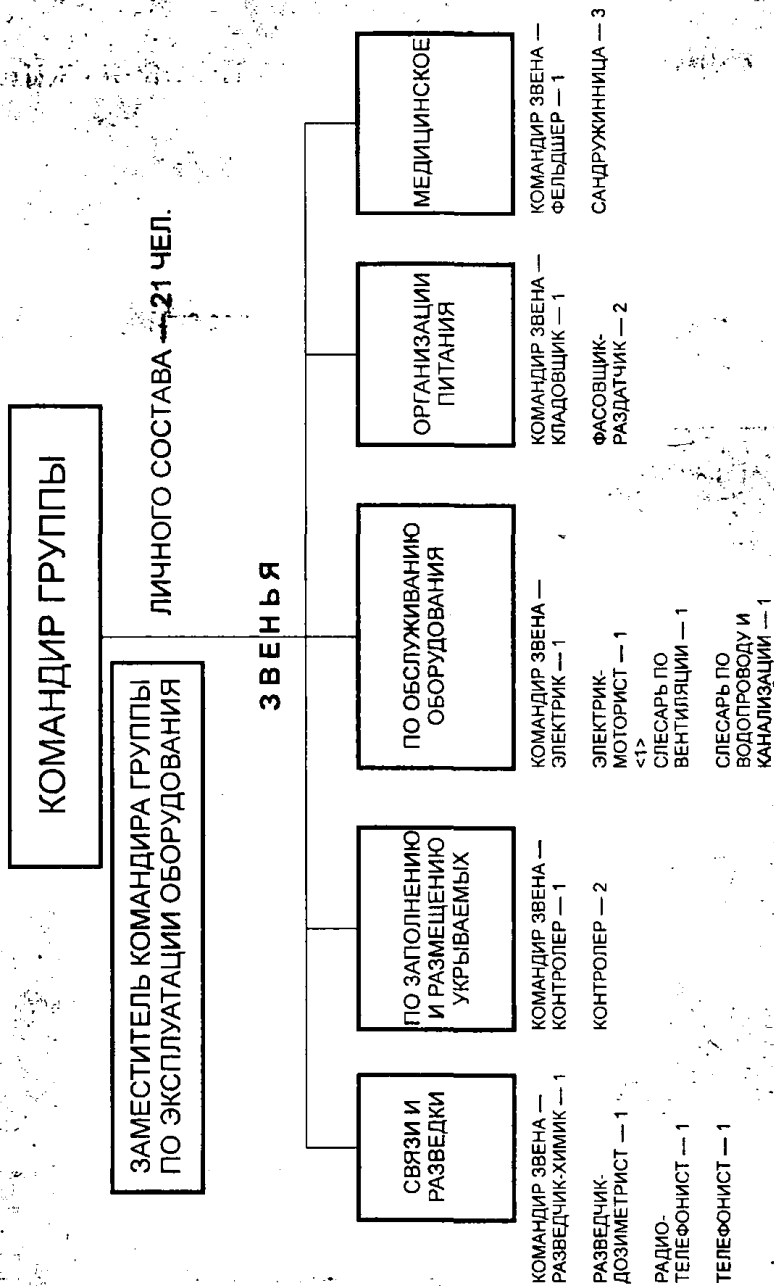 КОМАНДИР ГРУППЫ
ЗАМЕСТИТЕЛЬ КОМАНДИРА ГРУППЫ
ПО ЭКСПЛУАТАЦИИ ОБОРУДОВАНИЯ
ЛИЧНОГО СОСТАВА — 21 ЧЕЛ.
ЗВЕНЬЯ
СВЯЗИ И
РАЗВЕДКИ
КОМАНДИР ЗВЕНА —
РАЗВЕДЧИК-ХИМИК — 1
РАЗВЕДЧИК-
ДОЗИМЕТРИСТ — 1
РАДИО-
ТЕЛЕФОНИСТ — 1
ТЕЛЕФОНИСТ — 1
ПО ЗАПОЛНЕНИЮ
И РАЗМЕЩЕНИЮ
УКРЫВАЕМЫХ
КОМАНДИР ЗВЕНА —
КОНТРОЛЕР — 1
КОНТРОЛЕР — 2
ПО ОБСЛУЖИВАНИЮ
ОБОРУДОВАНИЯ
КОМАНДИР ЗВЕНА —
ЭЛЕКТРИК — 1
ЭЛЕКТРИК-
МОТОРИСТ — 1
<1>
СЛЕСАРЬ ПО
ВЕНТИЛЯЦИИ — 1
СЛЕСАРЬ ПО
ВОДОПРОВОДУ И
КАНАЛИЗАЦИИ — 1
ОРГАНИЗАЦИИ
ПИТАНИЯ
КОМАНДИР ЗВЕНА —
КЛАДОВЩИК — 1
ФАСОВЩИК-
РАЗДАТЧИК — 2
МЕДИЦИНСКОЕ
КОМАНДИР ЗВЕНА —
ФЕЛЬДШЕР — 1
САНДРУЖИННИЦА — 3